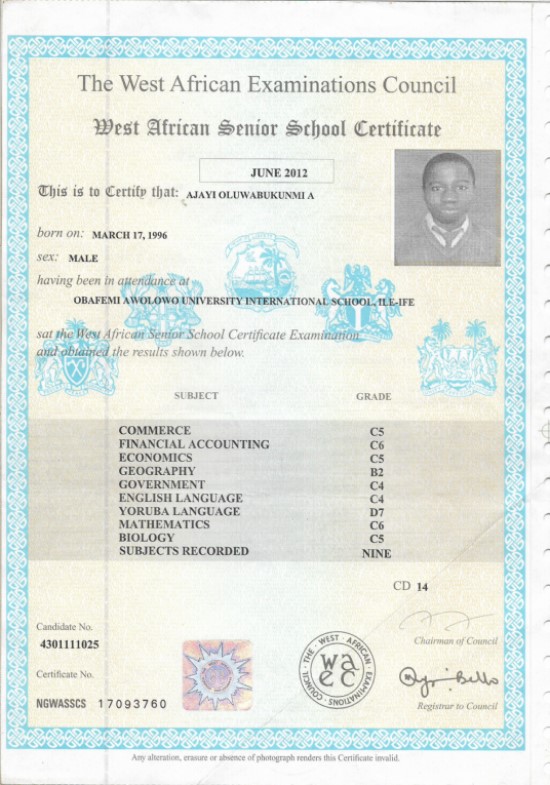 The West African Examinations Council
West African Senior School Certificate
JUNE 2012
This is to Certify that: AJAYI OLUWABUKUNMI A
born on: MARCH 17, 1996
sex: MALE
having been in attendance at
OBAFEMI AWOLOWO UNIVERSITY INTERNATIONAL SCHOOL, ILE-IFE
sat the West African Senior School Certificate Examination
and obtained the results shown below.
SUBJECT GRADE
COMMERCE C5
FINANCIAL ACCOUNTING C6
ECONOMICS C5
GEOGRAPHY B2
GOVERNMENT C4
ENGLISH LANGUAGE C4
YORUBA LANGUAGE D7
MATHEMATICS C6
BIOLOGY C5
SUBJECTS RECORDED NINE
CD 14
Candidate No.
4301111025
Certificate No.
NGWASSCS 17093760
THE WEST AFRICAN EXAMINATIONS COUNCIL
waec
Chairman of Council
Registrar to Council
Any alteration, erasure or absence of photograph renders this Certificate invalid.